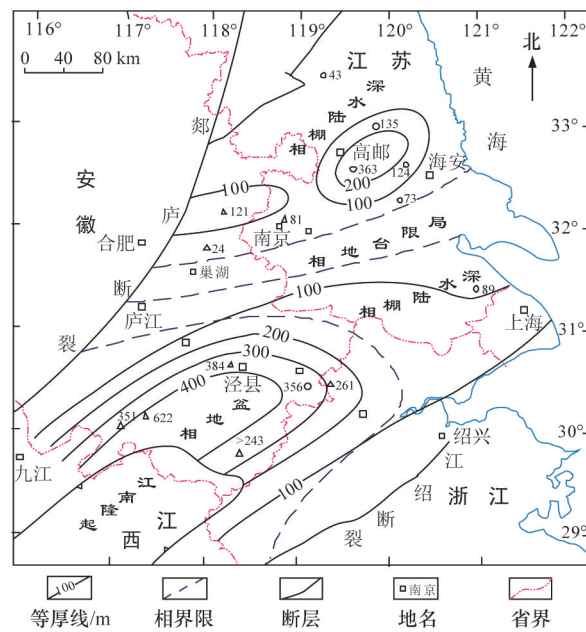 116° 117° 118° 119° 120° 121° 122°
0 40 80 km
北
江苏
43
黄海
深水陆棚相
33°
135
高邮
363
124
200
100
海安
73
郯庐断裂
安徽
100
121
81
南京
32°
合肥
24
巢湖
局限台地相
庐江
深水陆棚相
100
89
上海
31°
200
300
384
400
泾县
356
261
351
622
盆地相
>243
30°
九江
绍兴
江南隆起
100
江绍断裂
浙江
江西
29°
100
等厚线/m
相界限
断层
南京
地名
省界